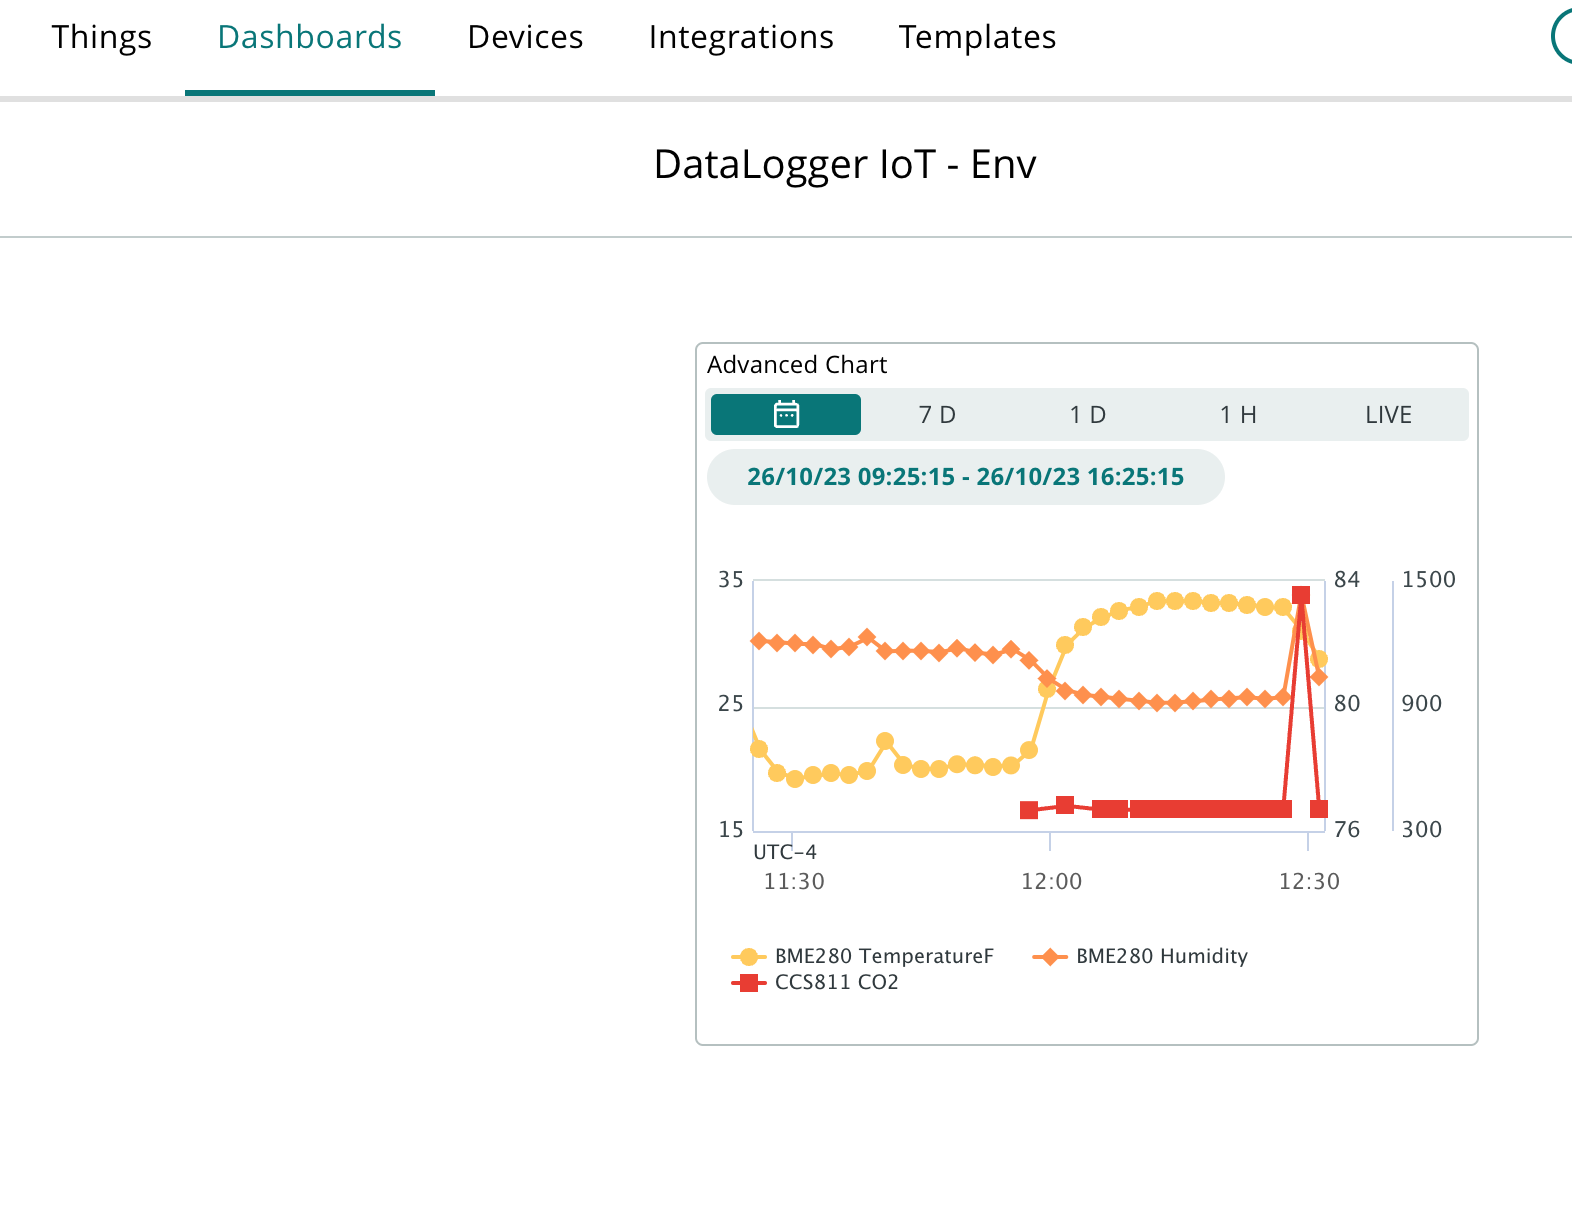 Things Dashboards Devices Integrations Templates
DataLogger IoT - Env
Advanced Chart
7 D 1 D 1 H LIVE
26/10/23 09:25:15 - 26/10/23 16:25:15
35 84 1500
25 80 900
15 76 300
UTC−4
11:30 12:00 12:30
BME280 TemperatureF BME280 Humidity
CCS811 CO2